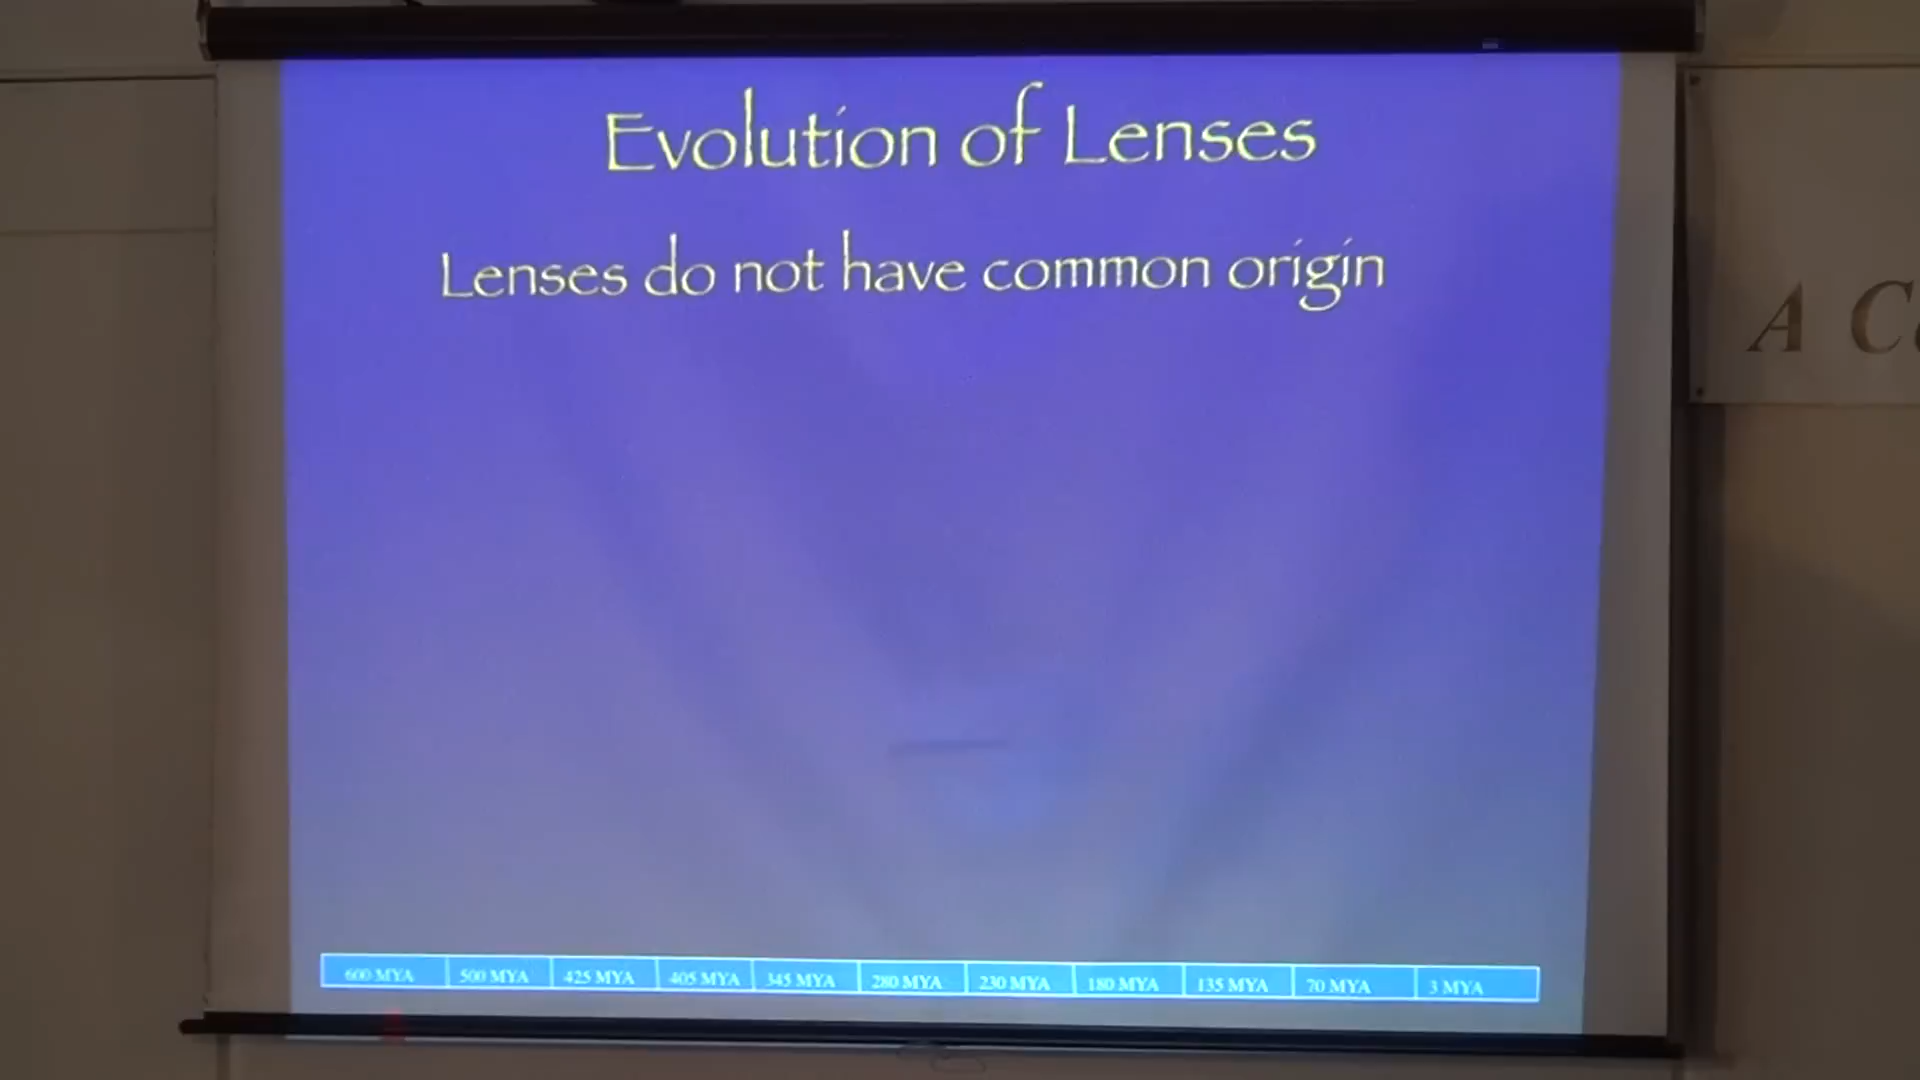 Evolution of Lenses
Lenses do not have common origin
A C
600 MYA 500 MYA 425 MYA 405 MYA 345 MYA 280 MYA 230 MYA 180 MYA 135 MYA 70 MYA 3 MYA